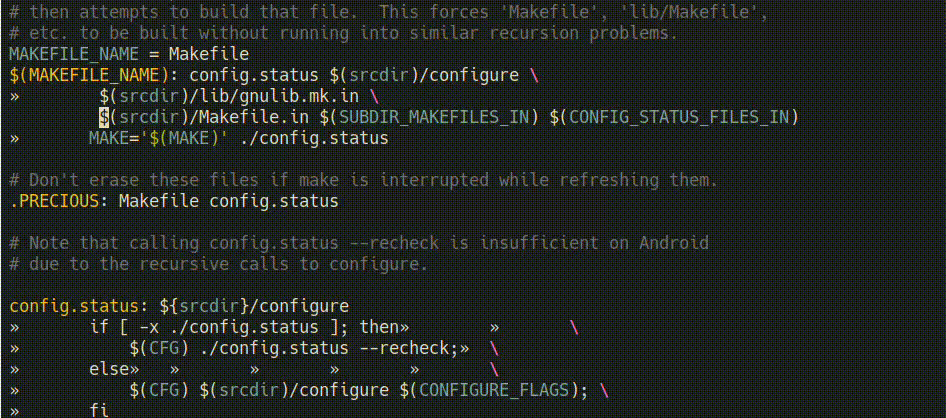 # then attempts to build that file.  This forces 'Makefile', 'lib/Makefile',
# etc. to be built without running into similar recursion problems.
MAKEFILE_NAME = Makefile
$(MAKEFILE_NAME): config.status $(srcdir)/configure \
»        $(srcdir)/lib/gnulib.mk.in \
         $(srcdir)/Makefile.in $(SUBDIR_MAKEFILES_IN) $(CONFIG_STATUS_FILES_IN)
»       MAKE='$(MAKE)' ./config.status

# Don't erase these files if make is interrupted while refreshing them.
.PRECIOUS: Makefile config.status

# Note that calling config.status --recheck is insufficient on Android
# due to the recursive calls to configure.

config.status: ${srcdir}/configure
»       if [ -x ./config.status ]; then»        »       \
»           $(CFG) ./config.status --recheck;»  \
»       else»   »       »       »       »       \
»           $(CFG) $(srcdir)/configure $(CONFIGURE_FLAGS); \
»       fi